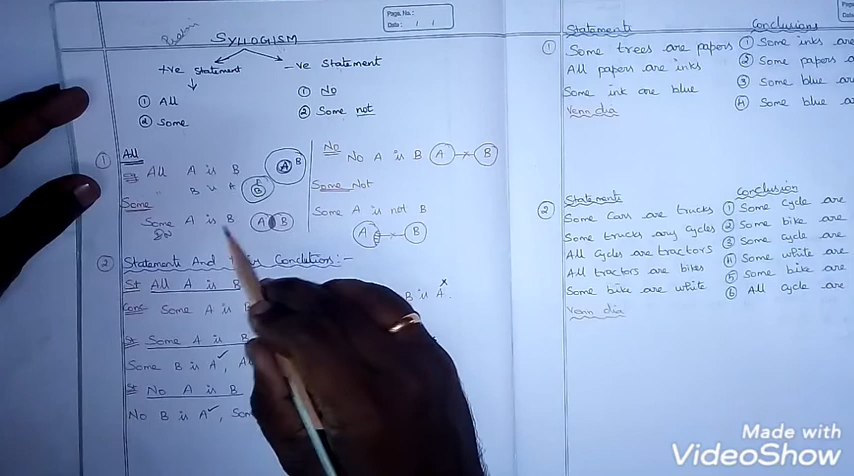 Page. No.:
Date: / /
SYLLOGISM
+ve Statement
-ve Statement
① All
② Some
① No
② Some not
① All
Eg All A is B
A B
B " A
A B
Some
Some A is B
A B
No
No A is B
A B
Some Not
Some A is not B
A B
② Statements And
:-
St All A is B
Conc Some A is B
B is A
St Some A is B
Some B is A
St No A is B
No B is A
Statements
① Some trees are papers
All papers are inks
Some ink are blue
Venn dia
Conclusions
① Some inks are
② Some papers
③ Some blue are
④ Some blue
② Statements
Some Cars are trucks
Some trucks are cycles
All cycles are tractors
All tractors are bikes
Some bike are white
Venn dia
Conclusion
① Some cycle are
② Some bike are
③ Some cycle are
④ Some white are
⑤ Some bike are
⑥ All cycle are
Page
Date
Made with
VideoShow